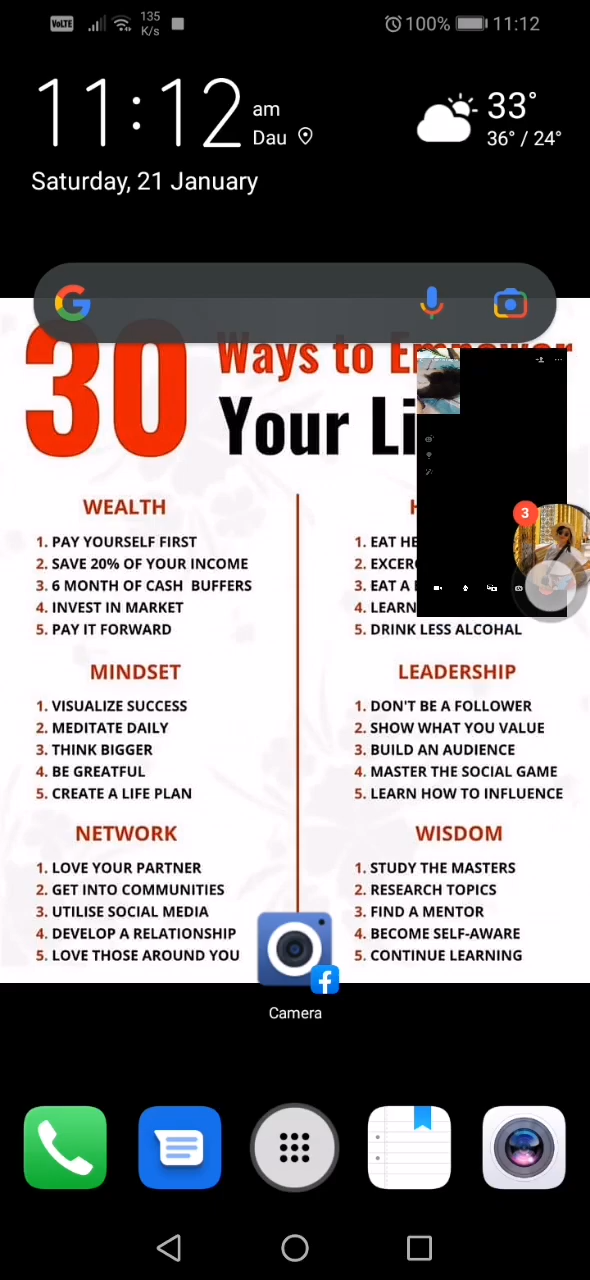 VoLTE 135 K/s 100% 11:12
11:12 am
Dau
33°
36° / 24°
Saturday, 21 January
30 Ways to
Your
WEALTH
1. PAY YOURSELF FIRST
2. SAVE 20% OF YOUR INCOME
3. 6 MONTH OF CASH BUFFERS
4. INVEST IN MARKET
5. PAY IT FORWARD
1. EAT
2.
3. EAT A
4. LEARN
5. DRINK LESS ALCOHAL
3
MINDSET
1. VISUALIZE SUCCESS
2. MEDITATE DAILY
3. THINK BIGGER
4. BE GREATFUL
5. CREATE A LIFE PLAN
LEADERSHIP
1. DON'T BE A FOLLOWER
2. SHOW WHAT YOU VALUE
3. BUILD AN AUDIENCE
4. MASTER THE SOCIAL GAME
5. LEARN HOW TO INFLUENCE
NETWORK
1. LOVE YOUR PARTNER
2. GET INTO COMMUNITIES
3. UTILISE SOCIAL MEDIA
4. DEVELOP A RELATIONSHIP
5. LOVE THOSE AROUND YOU
WISDOM
1. STUDY THE MASTERS
2. RESEARCH TOPICS
3. FIND A MENTOR
4. BECOME SELF-AWARE
5. CONTINUE LEARNING
Camera